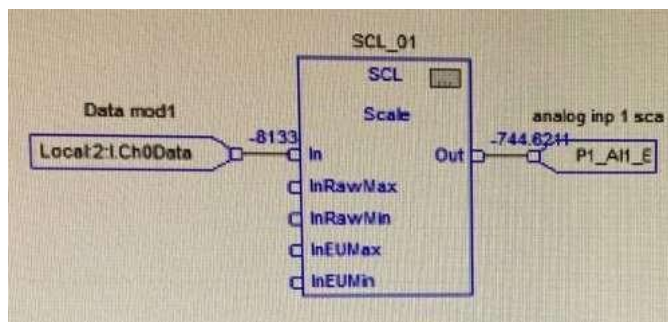 SCL_01
SCL
...
Scale
Data mod1
Local:2:I.Ch0Data
-8133
In
Out
-744.6211
analog inp 1 sca
P1_AI1_E
InRawMax
InRawMin
InEUMax
InEUMin